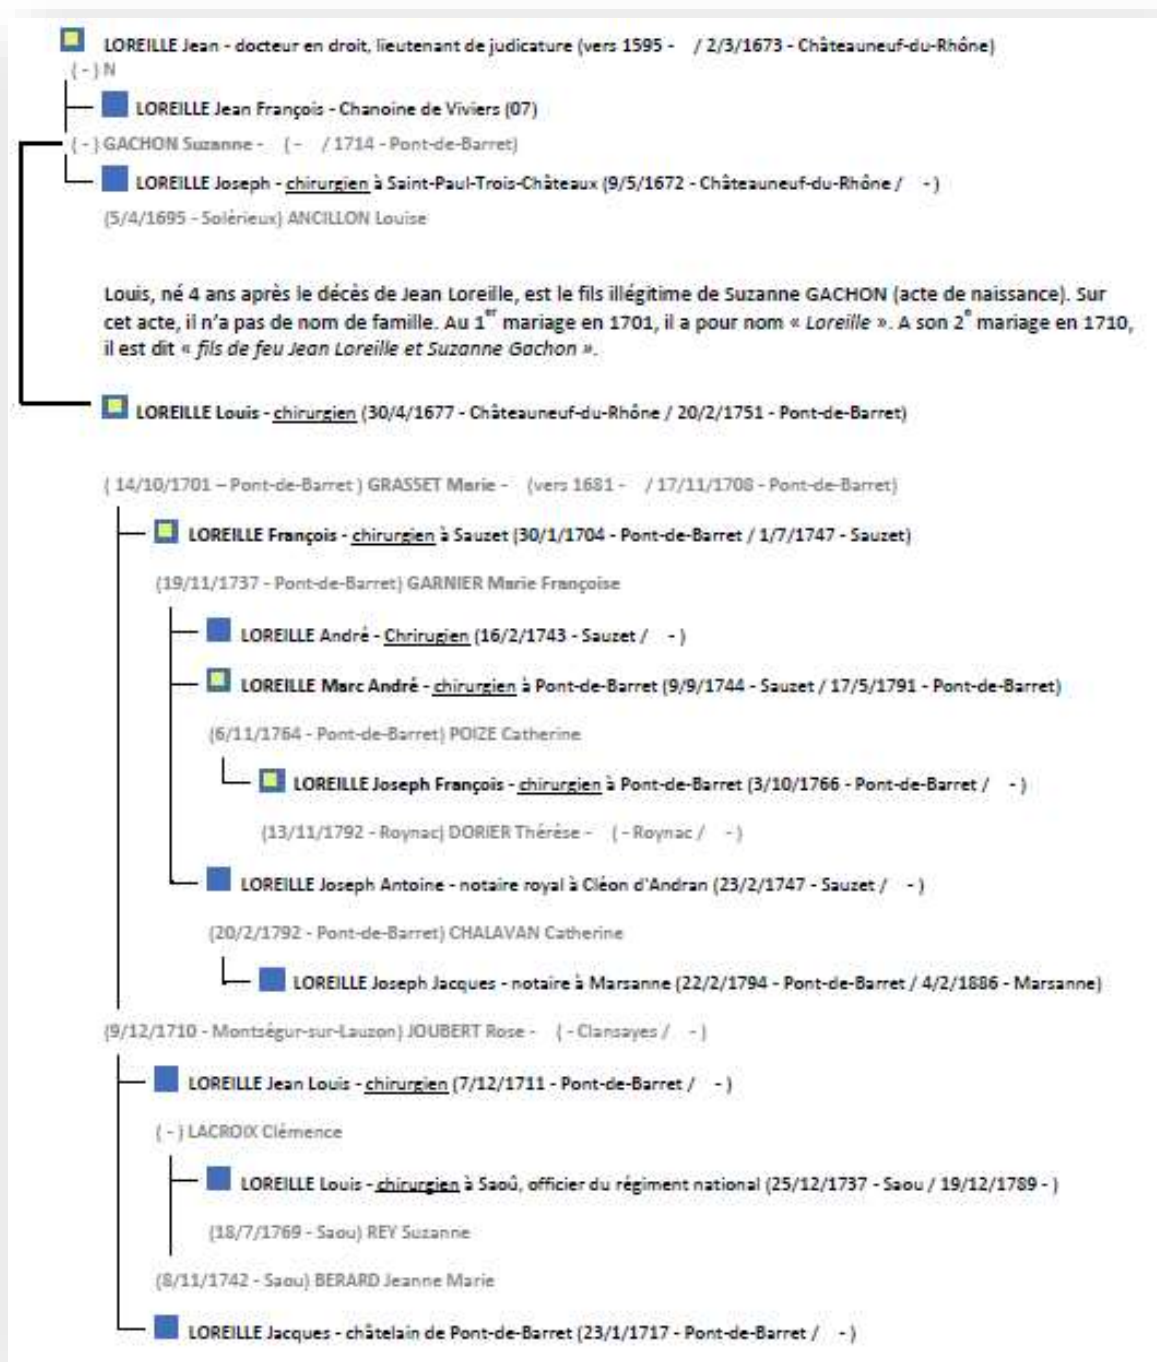 LOREILLE Jean - docteur en droit, lieutenant de judicature (vers 1595 - / 2/3/1673 - Châteauneuf-du-Rhône)
( - ) N
LOREILLE Jean François - Chanoine de Viviers (07)
( - ) GACHON Suzanne - ( - / 1714 - Pont-de-Barret)
LOREILLE Joseph - chirurgien à Saint-Paul-Trois-Châteaux (9/5/1672 - Châteauneuf-du-Rhône / - )
(5/4/1695 - Solérieux) ANCILLON Louise
Louis, né 4 ans après le décès de Jean Loreille, est le fils illégitime de Suzanne GACHON (acte de naissance). Sur
cet acte, il n'a pas de nom de famille. Au 1er mariage en 1701, il a pour nom « Loreille ». A son 2e mariage en 1710,
il est dit « fils de feu Jean Loreille et Suzanne Gachon ».
LOREILLE Louis - chirurgien (30/4/1677 - Châteauneuf-du-Rhône / 20/2/1751 - Pont-de-Barret)
( 14/10/1701 – Pont-de-Barret ) GRASSET Marie - (vers 1681 - / 17/11/1708 - Pont-de-Barret)
LOREILLE François - chirurgien à Sauzet (30/1/1704 - Pont-de-Barret / 1/7/1747 - Sauzet)
(19/11/1737 - Pont-de-Barret) GARNIER Marie Françoise
LOREILLE André - Chrirugien (16/2/1743 - Sauzet / - )
LOREILLE Marc André - chirurgien à Pont-de-Barret (9/9/1744 - Sauzet / 17/5/1791 - Pont-de-Barret)
(6/11/1764 - Pont-de-Barret) POIZE Catherine
LOREILLE Joseph François - chirurgien à Pont-de-Barret (3/10/1766 - Pont-de-Barret / - )
(13/11/1792 - Roynac) DORIER Thérèse - ( - Roynac / - )
LOREILLE Joseph Antoine - notaire royal à Cléon d'Andran (23/2/1747 - Sauzet / - )
(20/2/1792 - Pont-de-Barret) CHALAVAN Catherine
LOREILLE Joseph Jacques - notaire à Marsanne (22/2/1794 - Pont-de-Barret / 4/2/1886 - Marsanne)
(9/12/1710 - Montségur-sur-Lauzon) JOUBERT Rose - ( - Clansayes / - )
LOREILLE Jean Louis - chirurgien (7/12/1711 - Pont-de-Barret / - )
( - ) LACROIX Clémence
LOREILLE Louis - chirurgien à Saoû, officier du régiment national (25/12/1737 - Saou / 19/12/1789 - )
(18/7/1769 - Saou) REY Suzanne
(8/11/1742 - Saou) BERARD Jeanne Marie
LOREILLE Jacques - châtelain de Pont-de-Barret (23/1/1717 - Pont-de-Barret / - )